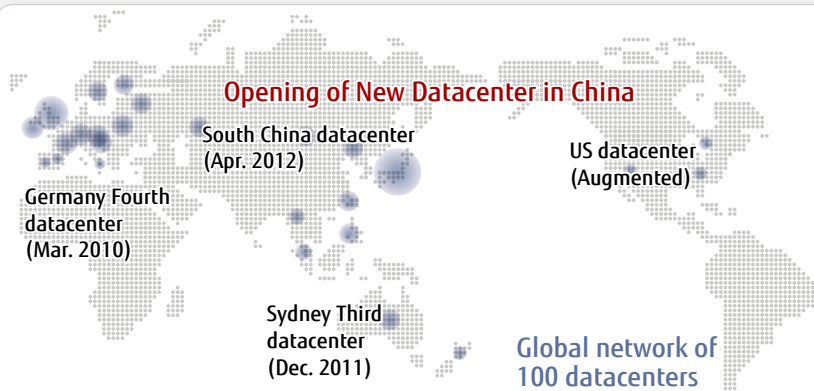 Opening of New Datacenter in China
South China datacenter
(Apr. 2012)
US datacenter
(Augmented)
Germany Fourth
datacenter
(Mar. 2010)
Sydney Third
datacenter
(Dec. 2011)
Global network of
100 datacenters